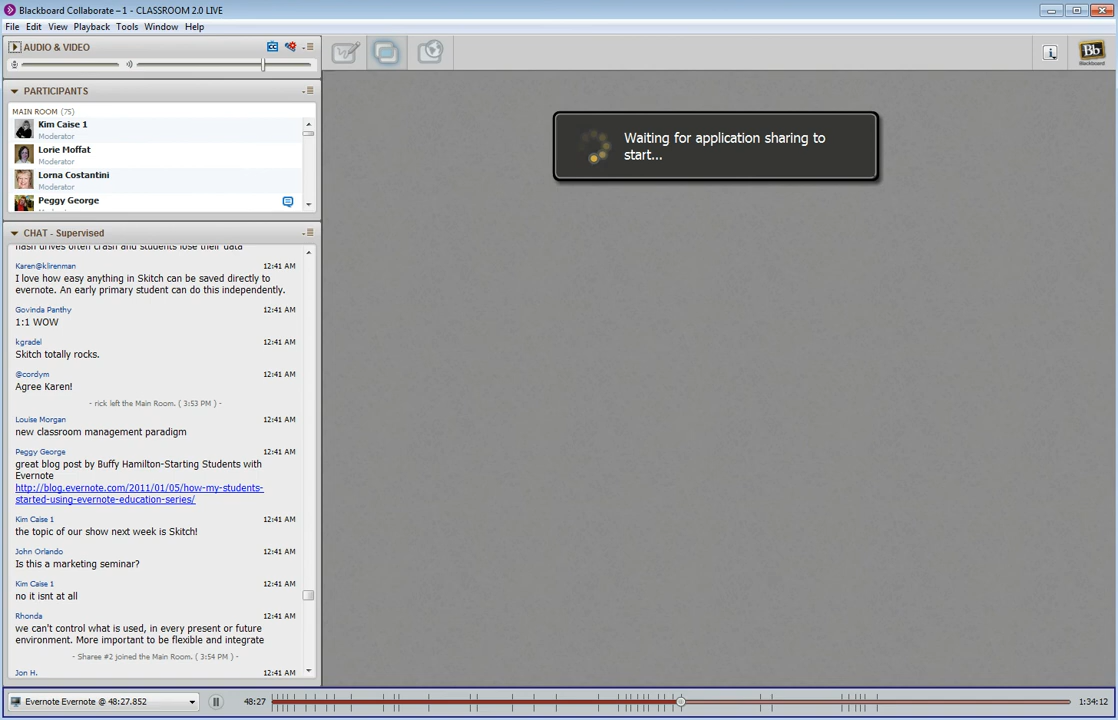 Blackboard Collaborate – 1 - CLASSROOM 2.0 LIVE
File Edit View Playback Tools Window Help
AUDIO & VIDEO
PARTICIPANTS
MAIN ROOM (75)
Kim Caise 1
Moderator
Lorie Moffat
Moderator
Lorna Costantini
Moderator
Peggy George
CHAT - Supervised
flash drives often crash and students lose their data
Karen@klirenman 12:41 AM
I love how easy anything in Skitch can be saved directly to
evernote. An early primary student can do this independently.
Govinda Panthy 12:41 AM
1:1 WOW
kgradel 12:41 AM
Skitch totally rocks.
@cordym 12:41 AM
Agree Karen!
- rick left the Main Room. ( 3:53 PM ) -
Louise Morgan 12:41 AM
new classroom management paradigm
Peggy George 12:41 AM
great blog post by Buffy Hamilton-Starting Students with
Evernote
http://blog.evernote.com/2011/01/05/how-my-students-
started-using-evernote-education-series/
Kim Caise 1 12:41 AM
the topic of our show next week is Skitch!
John Orlando 12:41 AM
Is this a marketing seminar?
Kim Caise 1 12:41 AM
no it isnt at all
Rhonda 12:41 AM
we can't control what is used, in every present or future
environment. More important to be flexible and integrate
- Sharee #2 joined the Main Room. ( 3:54 PM ) -
Jon H. 12:41 AM
Bb
Blackboard
Waiting for application sharing to
start...
Evernote Evernote @ 48:27.852 48:27 1:34:12